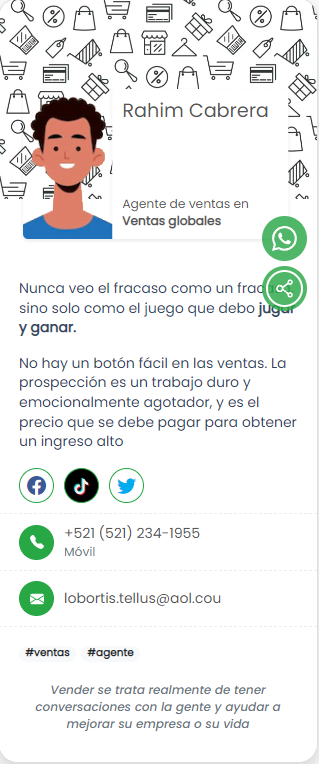 Rahim Cabrera
Agente de ventas en
Ventas globales
Nunca veo el fracaso como un
sino solo como el juego que debo jugar
y ganar.
No hay un botón fácil en las ventas. La
prospección es un trabajo duro y
emocionalmente agotador, y es el
precio que se debe pagar para obtener
un ingreso alto
+521 (521) 234-1955
Móvil
lobortis.tellus@aol.cou
#ventas #agente
Vender se trata realmente de tener
conversaciones con la gente y ayudar a
mejorar su empresa o su vida